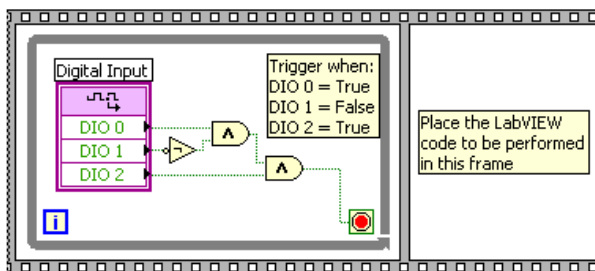 Digital Input
DIO 0
DIO 1
DIO 2
Trigger when:
DIO 0 = True
DIO 1 = False
DIO 2 = True
i
Place the LabVIEW
code to be performed
in this frame